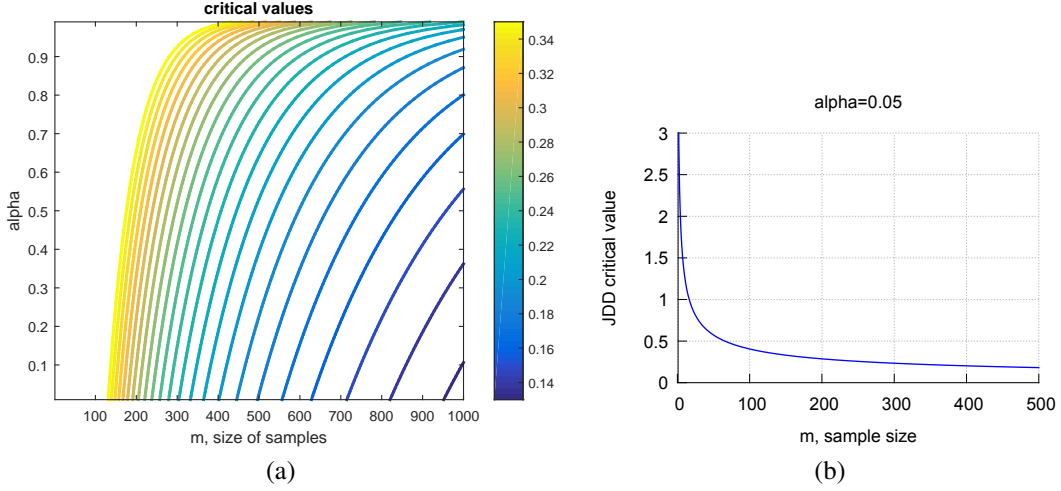 critical values
alpha
0.9
0.8
0.7
0.6
0.5
0.4
0.3
0.2
0.1
100 200 300 400 500 600 700 800 900 1000
m, size of samples
0.34
0.32
0.3
0.28
0.26
0.24
0.22
0.2
0.18
0.16
0.14
(a)
alpha=0.05
JDD critical value
3
2.5
2
1.5
1
0.5
0
0 100 200 300 400 500
m, sample size
(b)